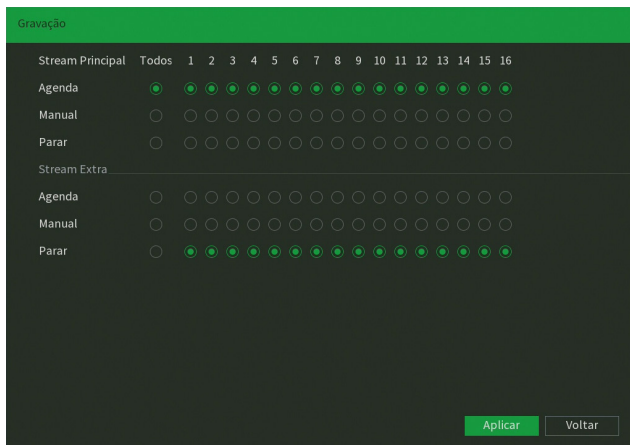 Gravação
Stream Principal Todos 1 2 3 4 5 6 7 8 9 10 11 12 13 14 15 16
Agenda
Manual
Parar
Stream Extra
Agenda
Manual
Parar
Aplicar Voltar